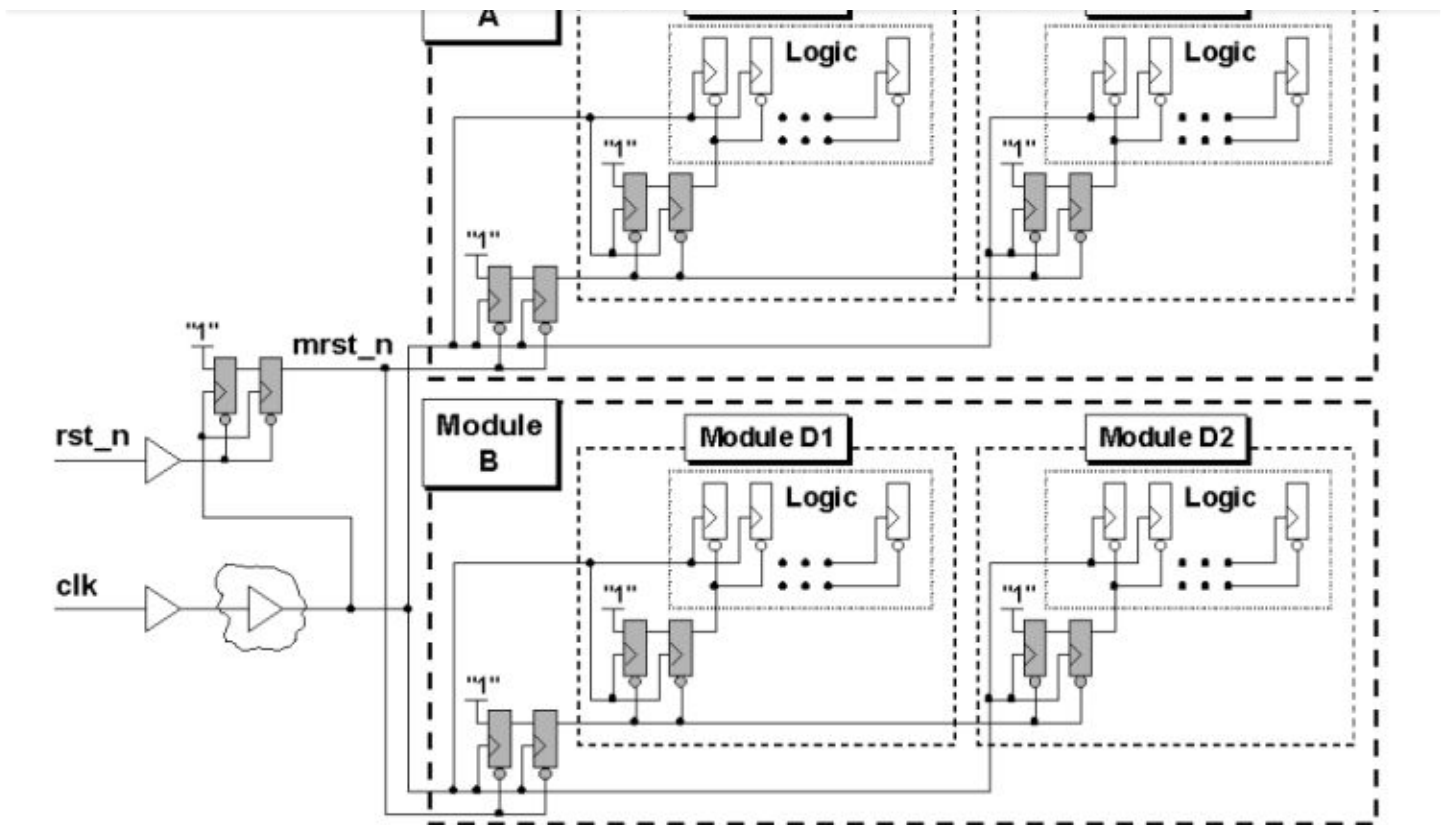 A
Logic
Logic
"1"
"1"
"1"
"1"
mrst_n
rst_n
Module
B
Module D1
Module D2
Logic
Logic
clk
"1"
"1"
"1"